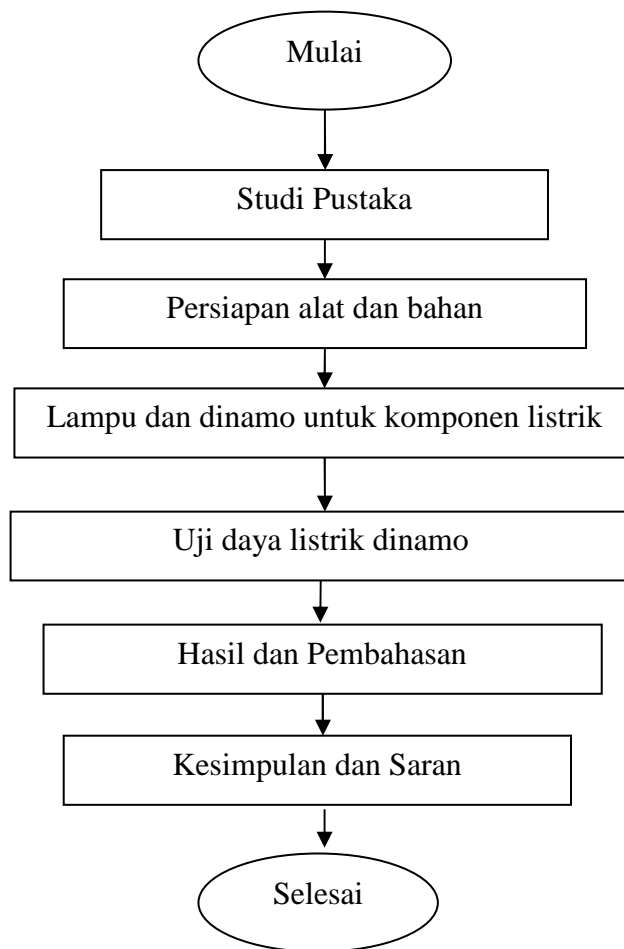 Mulai
Studi Pustaka
Persiapan alat dan bahan
Lampu dan dinamo untuk komponen listrik
Uji daya listrik dinamo
Hasil dan Pembahasan
Kesimpulan dan Saran
Selesai